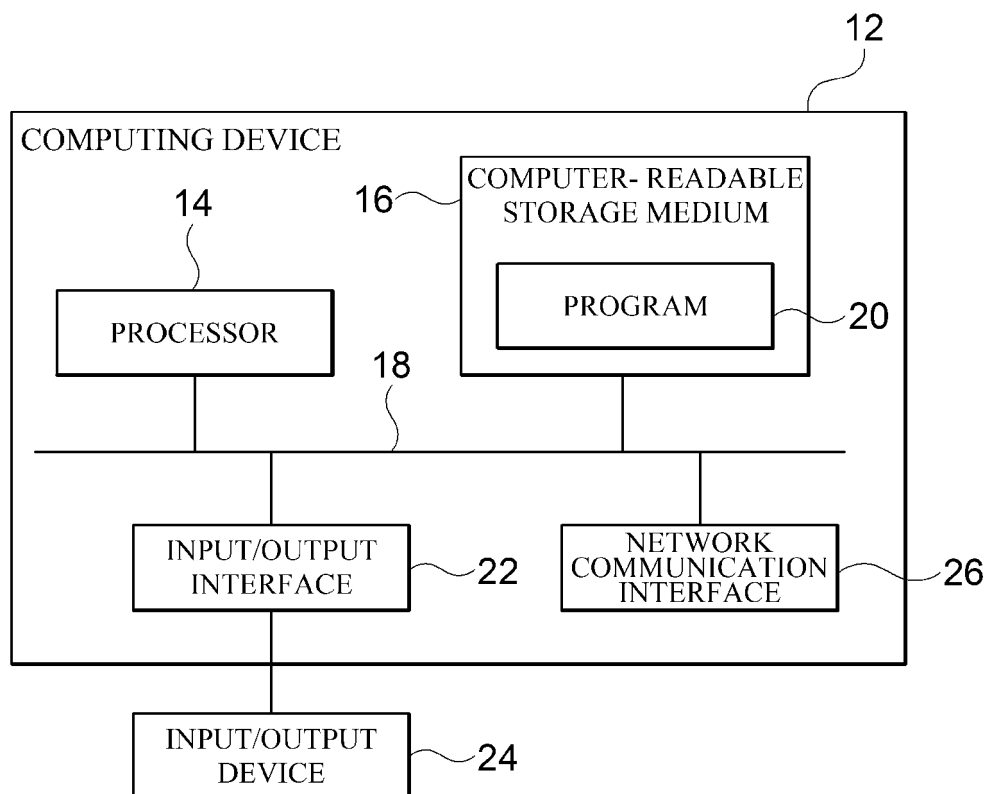 12
COMPUTING DEVICE
14
16
COMPUTER- READABLE
STORAGE MEDIUM
PROCESSOR
PROGRAM
20
18
INPUT/OUTPUT
INTERFACE
22
NETWORK
COMMUNICATION
INTERFACE
26
INPUT/OUTPUT
DEVICE
24